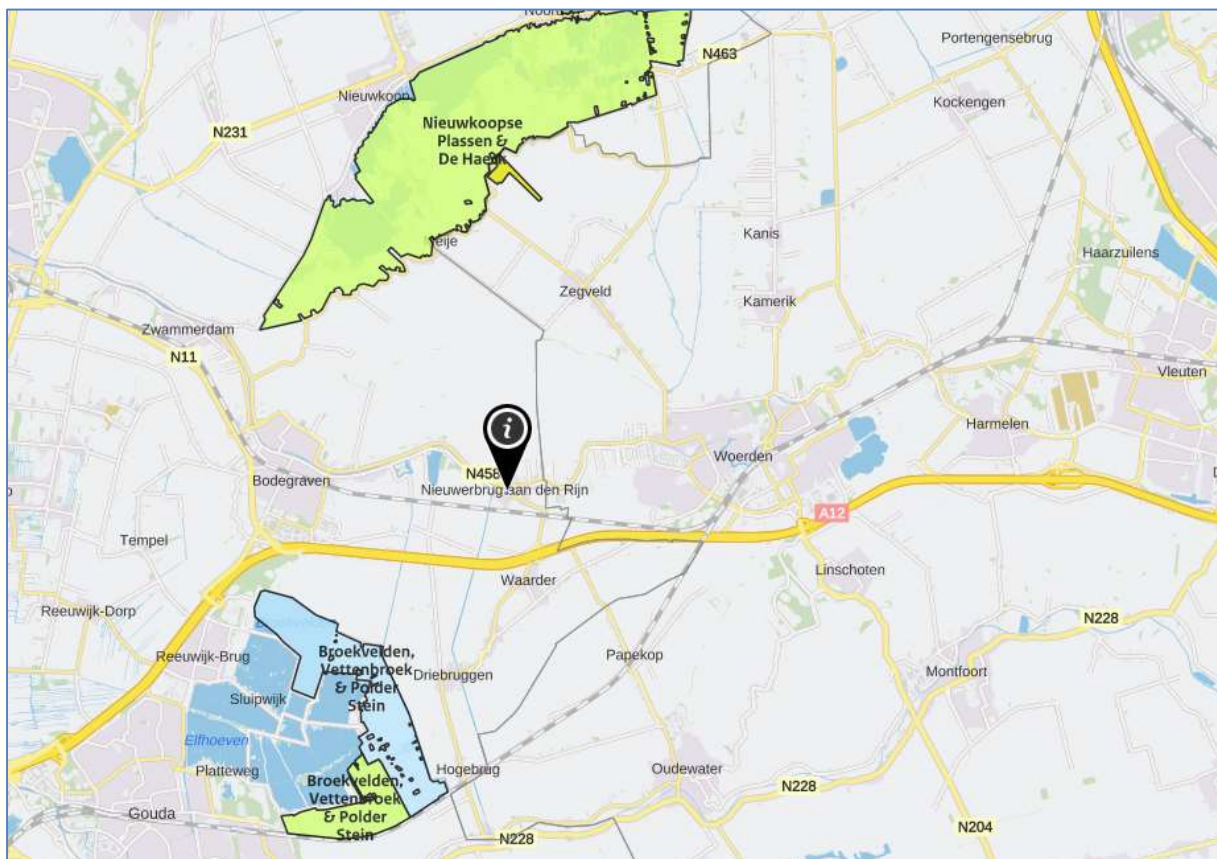 Noorden
N463
Portengensebrug
Nieuwkoop
Kockengen
N231
Nieuwkoopse
Plassen &
De Haeck
Kanis
Haarzuilens
Zegveld
Kamerik
Zwammerdam
N11
Vleuten
Harmelen
Woerden
N458
Bodegraven
Nieuwerbrug aan den Rijn
A12
Tempel
Waarder
Linschoten
Reeuwijk-Dorp
N228
Reeuwijk-Brug
Broekvelden,
Vettenbroek
& Polder
Stein
Driebruggen
Papekop
Montfoort
Sluipwijk
Elfhoeven
Platteweg
Broekvelden,
Vettenbroek
& Polder
Stein
Hogebrug
Oudewater
N228
Gouda
N228
N204